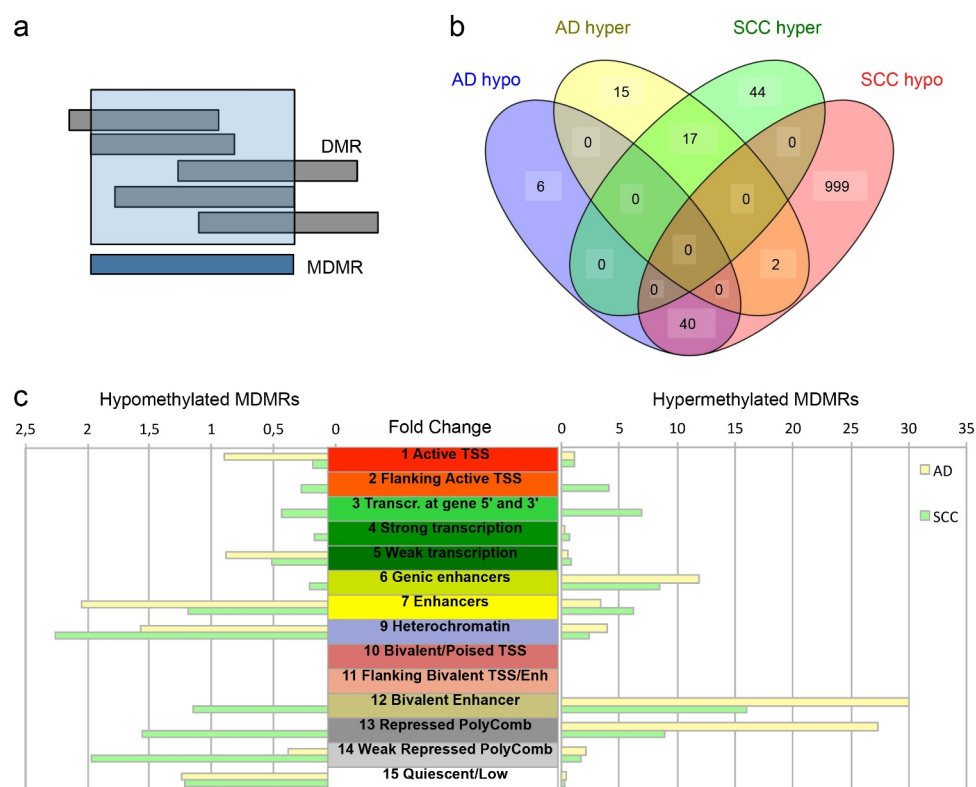 a
DMR
MDMR
b
AD hyper
SCC hyper
AD hypo
SCC hypo
15
44
0
17
0
6
999
0
0
0
0
2
0
0
40
c
Hypomethylated MDMRs
Hypermethylated MDMRs
2,5 2 1,5 1 0,5 0 Fold Change 0 5 10 15 20 25 30 35
1 Active TSS
2 Flanking Active TSS
3 Transcr. at gene 5' and 3'
4 Strong transcription
5 Weak transcription
6 Genic enhancers
7 Enhancers
9 Heterochromatin
10 Bivalent/Poised TSS
11 Flanking Bivalent TSS/Enh
12 Bivalent Enhancer
13 Repressed PolyComb
14 Weak Repressed PolyComb
15 Quiescent/Low
AD
SCC